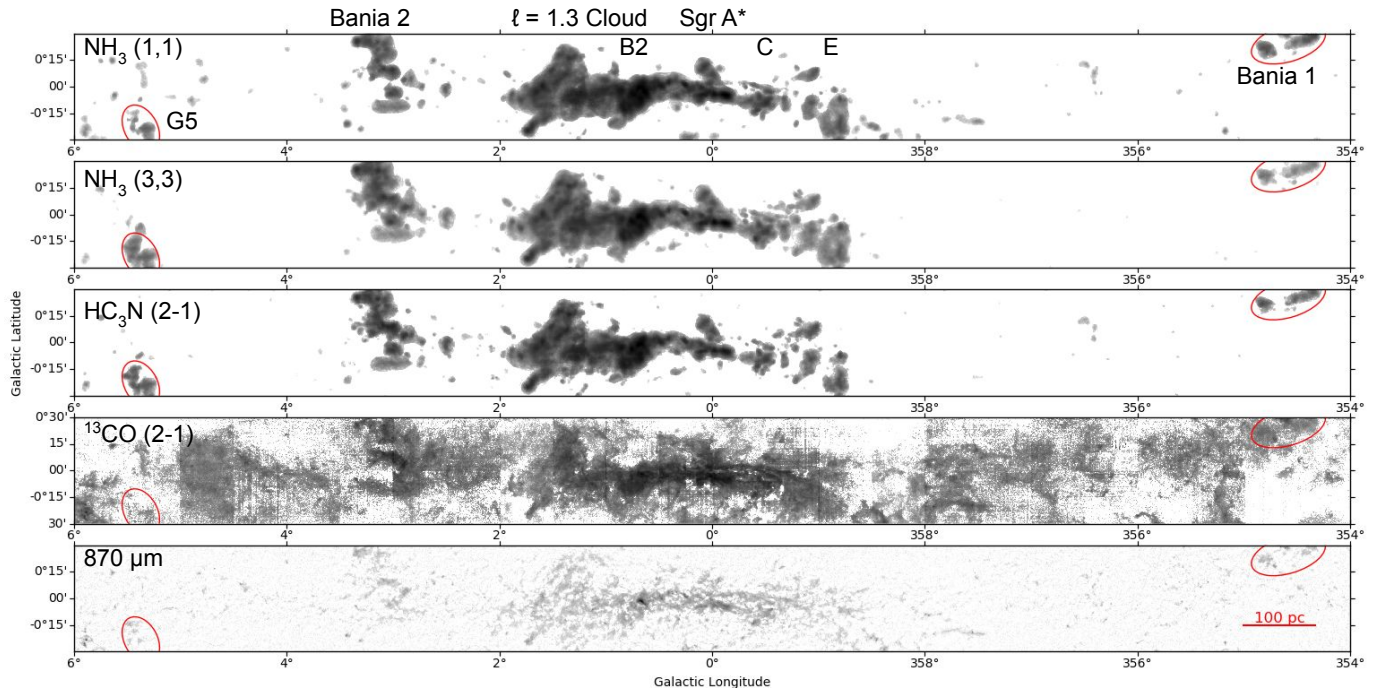 Bania 2 ℓ = 1.3 Cloud Sgr A*
NH₃ (1,1) B2 C E
0°15'
00'
-0°15'
G5
Bania 1
6° 4° 2° 0° 358° 356° 354°
NH₃ (3,3)
0°15'
00'
-0°15'
6° 4° 2° 0° 358° 356° 354°
HC₃N (2-1)
0°15'
00'
-0°15'
6° 4° 2° 0° 358° 356° 354°
0°30'
¹³CO (2-1)
15'
00'
-0°15'
30'
6° 4° 2° 0° 358° 356° 354°
870 µm
0°15'
00'
-0°15'
100 pc
6° 4° 2° 0° 358° 356° 354°
Galactic Longitude
Galactic Latitude